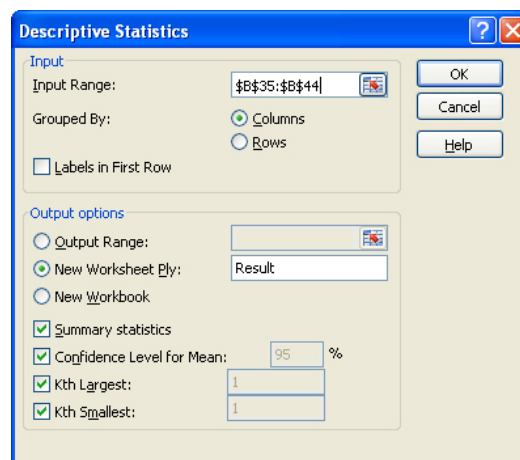 Descriptive Statistics
Input
Input Range: $B$35:$B$44
OK
Cancel
Grouped By: Columns
Rows
Help
Labels in First Row
Output options
Output Range:
New Worksheet Ply: Result
New Workbook
Summary statistics
Confidence Level for Mean: 95 %
Kth Largest: 1
Kth Smallest: 1